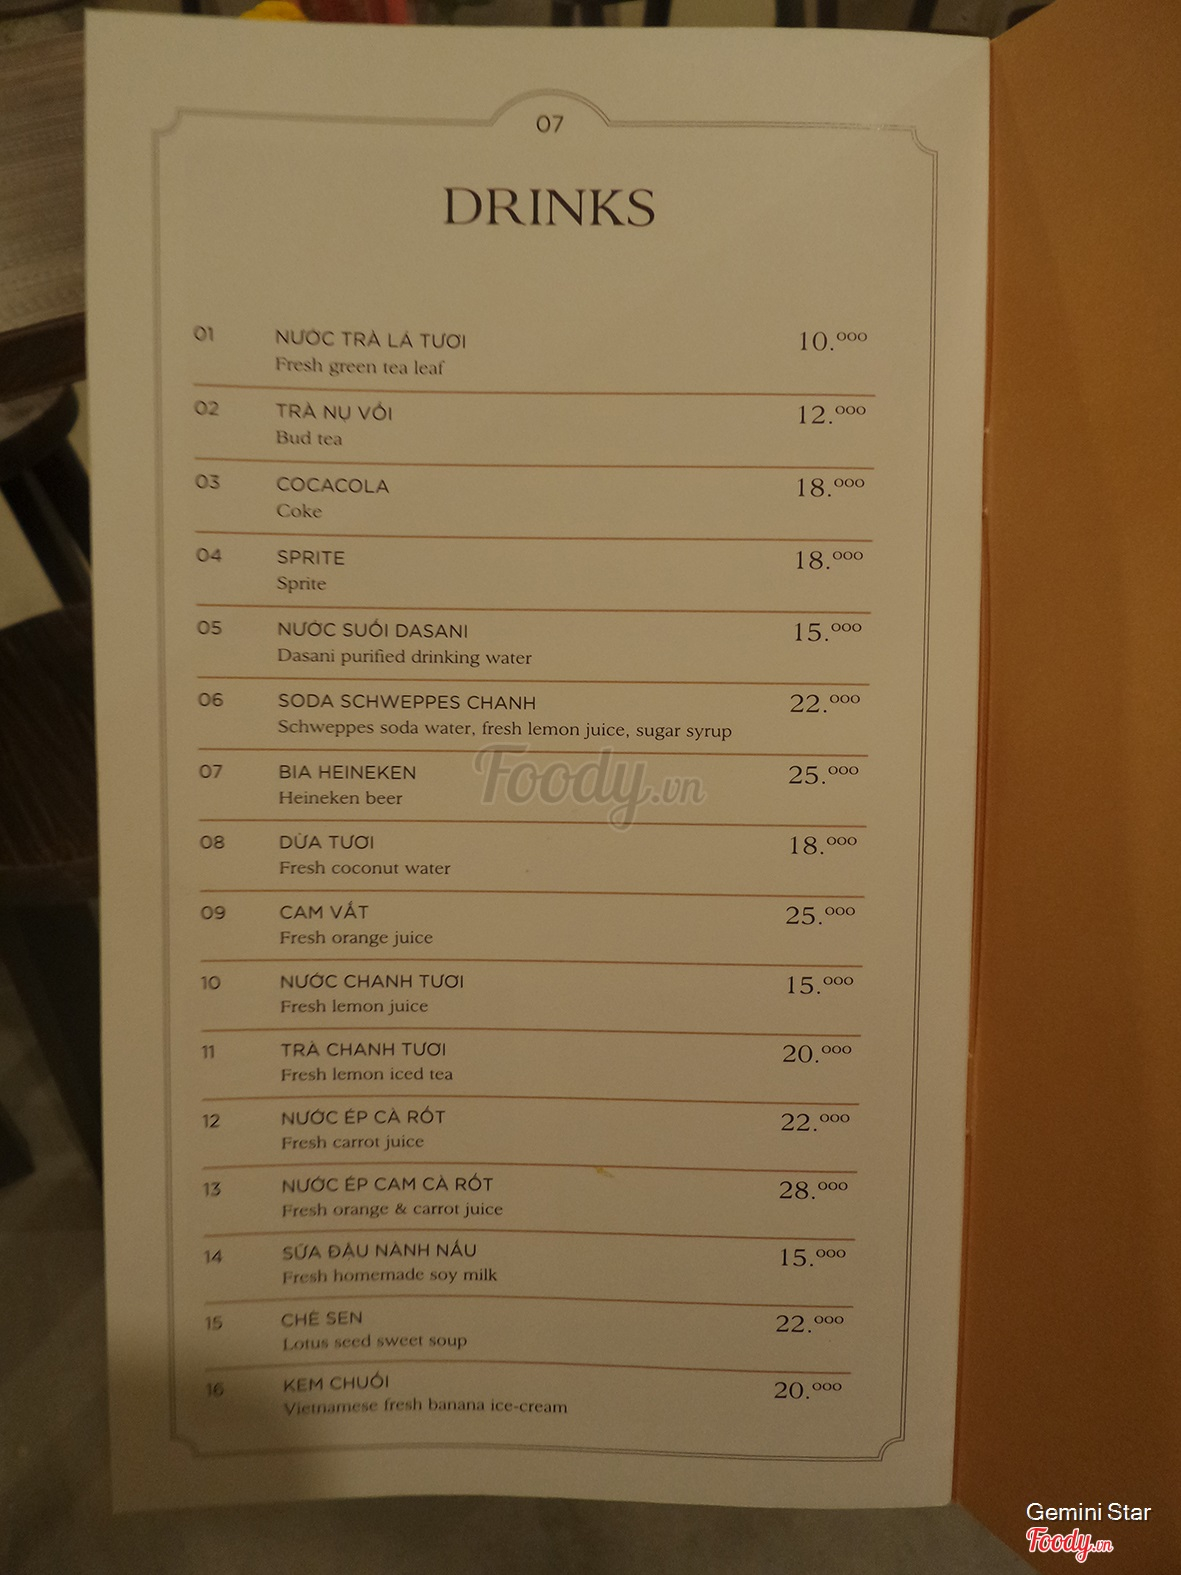 07
DRINKS
01 NƯỚC TRÀ LÁ TƯƠI 10.000
Fresh green tea leaf
02 TRÀ NỤ VỐI 12.000
Bud tea
03 COCACOLA 18.000
Coke
04 SPRITE 18.000
Sprite
05 NƯỚC SUỐI DASANI 15.000
Dasani purified drinking water
06 SODA SCHWEPPES CHANH 22.000
Schweppes soda water, fresh lemon juice, sugar syrup
07 BIA HEINEKEN 25.000
Heineken beer
08 DỪA TƯƠI 18.000
Fresh coconut water
09 CAM VẮT 25.000
Fresh orange juice
10 NƯỚC CHANH TƯƠI 15.000
Fresh lemon juice
11 TRÀ CHANH TƯƠI 20.000
Fresh lemon iced tea
12 NƯỚC ÉP CÀ RỐT 22.000
Fresh carrot juice
13 NƯỚC ÉP CAM CÀ RỐT 28.000
Fresh orange & carrot juice
14 SỮA ĐẬU NÀNH NẤU 15.000
Fresh homemade soy milk
15 CHÈ SEN 22.000
Lotus seed sweet soup
16 KEM CHUỐI 20.000
Vietnamese fresh banana ice-cream
Foody.vn
Gemini Star
Foody.vn